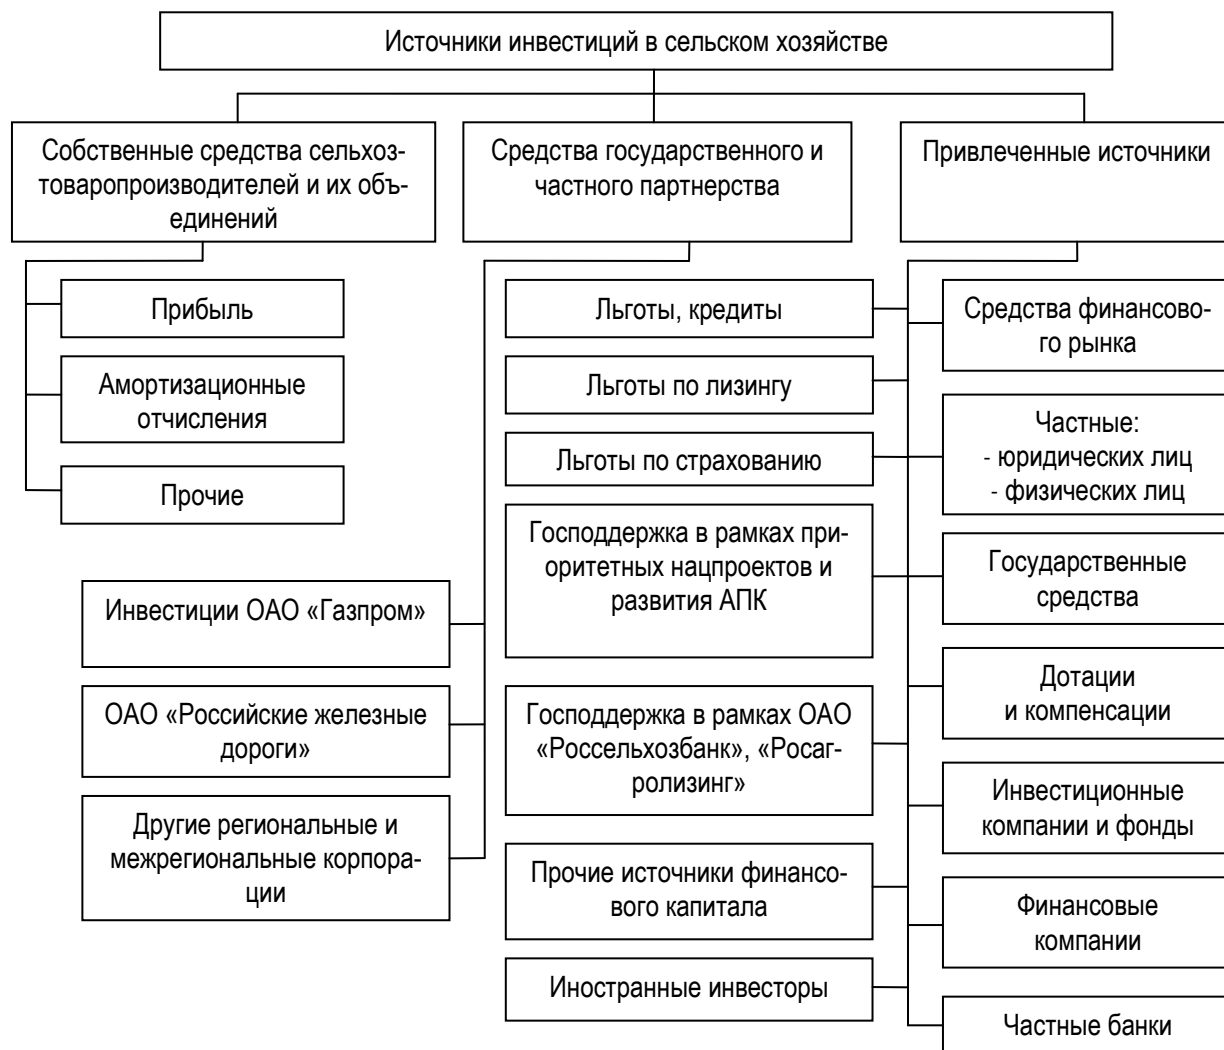 Источники инвестиций в сельском хозяйстве
Собственные средства сельхоз-
товаропроизводителей и их объ-
единений
Средства государственного и
частного партнерства
Привлеченные источники
Прибыль
Амортизационные
отчисления
Прочие
Инвестиции ОАО «Газпром»
ОАО «Российские железные
дороги»
Другие региональные и
межрегиональные корпора-
ции
Льготы, кредиты
Льготы по лизингу
Льготы по страхованию
Господдержка в рамках при-
оритетных нацпроектов и
развития АПК
Господдержка в рамках ОАО
«Россельхозбанк», «Росаг-
ролизинг»
Прочие источники финансо-
вого капитала
Иностранные инвесторы
Средства финансово-
го рынка
Частные:
- юридических лиц
- физических лиц
Государственные
средства
Дотации
и компенсации
Инвестиционные
компании и фонды
Финансовые
компании
Частные банки